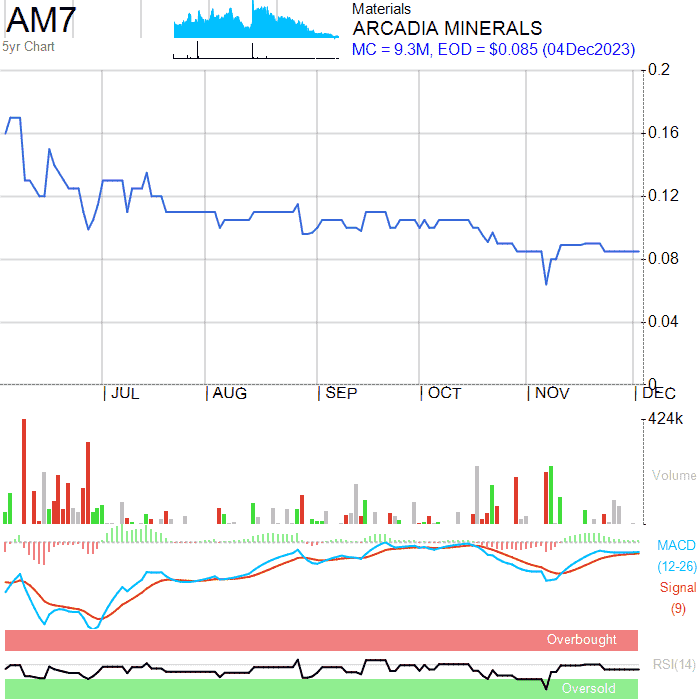 AM7
5yr Chart
Materials
ARCADIA MINERALS
MC = 9.3M, EOD = $0.085 (04Dec2023)
0.2
0.16
0.12
0.08
0.04
0
JUL AUG SEP OCT NOV DEC
424k
Volume
MACD
(12-26)
Signal
(9)
Overbought
RSI(14)
Oversold